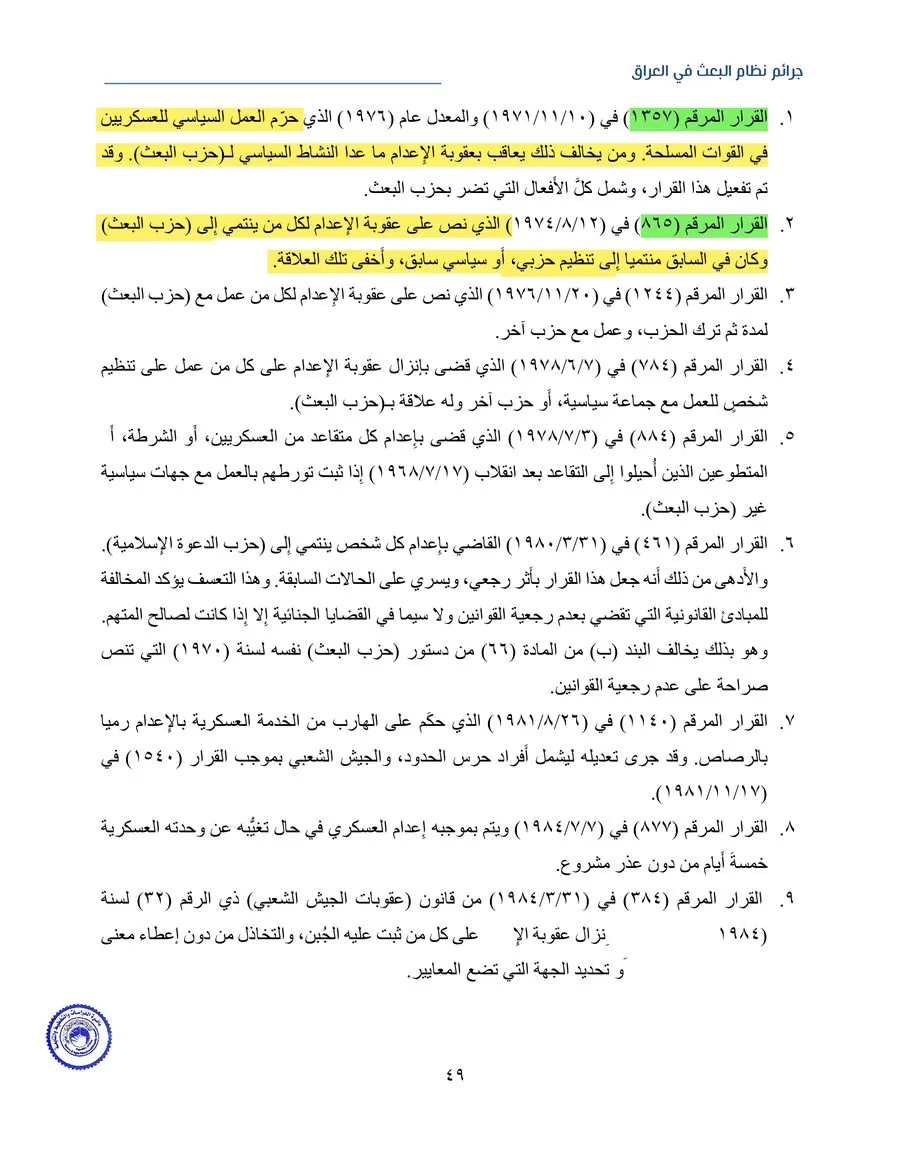 جرائم نظام البعث في العراق
١. القرار المرقم (١٣٥٧) في (١٩٧١/١١/١٠) والمعدل عام (١٩٧٦) الذي حرّم العمل السياسي للعسكريين
في القوات المسلحة. ومن يخالف ذلك يعاقب بعقوبة الإعدام ما عدا النشاط السياسي لـ(حزب البعث). وقد
تم تفعيل هذا القرار، وشمل كلَّ الأفعال التي تضر بحزب البعث.
٢. القرار المرقم (٨٦٥) في (١٩٧٤/٨/١٢) الذي نص على عقوبة الإعدام لكل من ينتمي إلى (حزب البعث)
وكان في السابق منتميا إلى تنظيم حزبي، أو سياسي سابق، وأخفى تلك العلاقة.
٣. القرار المرقم (١٢٤٤) في (١٩٧٦/١١/٢٠) الذي نص على عقوبة الإعدام لكل من عمل مع (حزب البعث)
لمدة ثم ترك الحزب، وعمل مع حزب آخر.
٤. القرار المرقم (٧٨٤) في (١٩٧٨/٦/٧) الذي قضى بإنزال عقوبة الإعدام على كل من عمل على تنظيم
شخصٍ للعمل مع جماعة سياسية، أو حزب آخر وله علاقة بـ(حزب البعث).
٥. القرار المرقم (٨٨٤) في (١٩٧٨/٧/٣) الذي قضى بإعدام كل متقاعد من العسكريين، أو الشرطة، أ
المتطوعين الذين أُحيلوا إلى التقاعد بعد انقلاب (١٩٦٨/٧/١٧) إذا ثبت تورطهم بالعمل مع جهات سياسية
غير (حزب البعث).
٦. القرار المرقم (٤٦١) في (١٩٨٠/٣/٣١) القاضي بإعدام كل شخص ينتمي إلى (حزب الدعوة الإسلامية).
والأدهى من ذلك أنه جعل هذا القرار بأثر رجعي، ويسري على الحالات السابقة. وهذا التعسف يؤكد المخالفة
للمبادئ القانونية التي تقضي بعدم رجعية القوانين ولا سيما في القضايا الجنائية إلا إذا كانت لصالح المتهم.
وهو بذلك يخالف البند (ب) من المادة (٦٦) من دستور (حزب البعث) نفسه لسنة (١٩٧٠) التي تنص
صراحة على عدم رجعية القوانين.
٧. القرار المرقم (١١٤٠) في (١٩٨١/٨/٢٦) الذي حكَم على الهارب من الخدمة العسكرية بالإعدام رميا
بالرصاص. وقد جرى تعديله ليشمل أفراد حرس الحدود، والجيش الشعبي بموجب القرار (١٥٤٠) في
(١٩٨١/١١/١٧).
٨. القرار المرقم (٨٧٧) في (١٩٨٤/٧/٧) ويتم بموجبه إعدام العسكري في حال تغيُّبه عن وحدته العسكرية
خمسةَ أيام من دون عذر مشروع.
٩. القرار المرقم (٣٨٤) في (١٩٨٤/٣/٣١) من قانون (عقوبات الجيش الشعبي) ذي الرقم (٣٢) لسنة
(١٩٨٤ نزال عقوبة الإ على كل من ثبت عليه الجُبن، والتخاذل من دون إعطاء معنى
و تحديد الجهة التي تضع المعايير.
٤٩